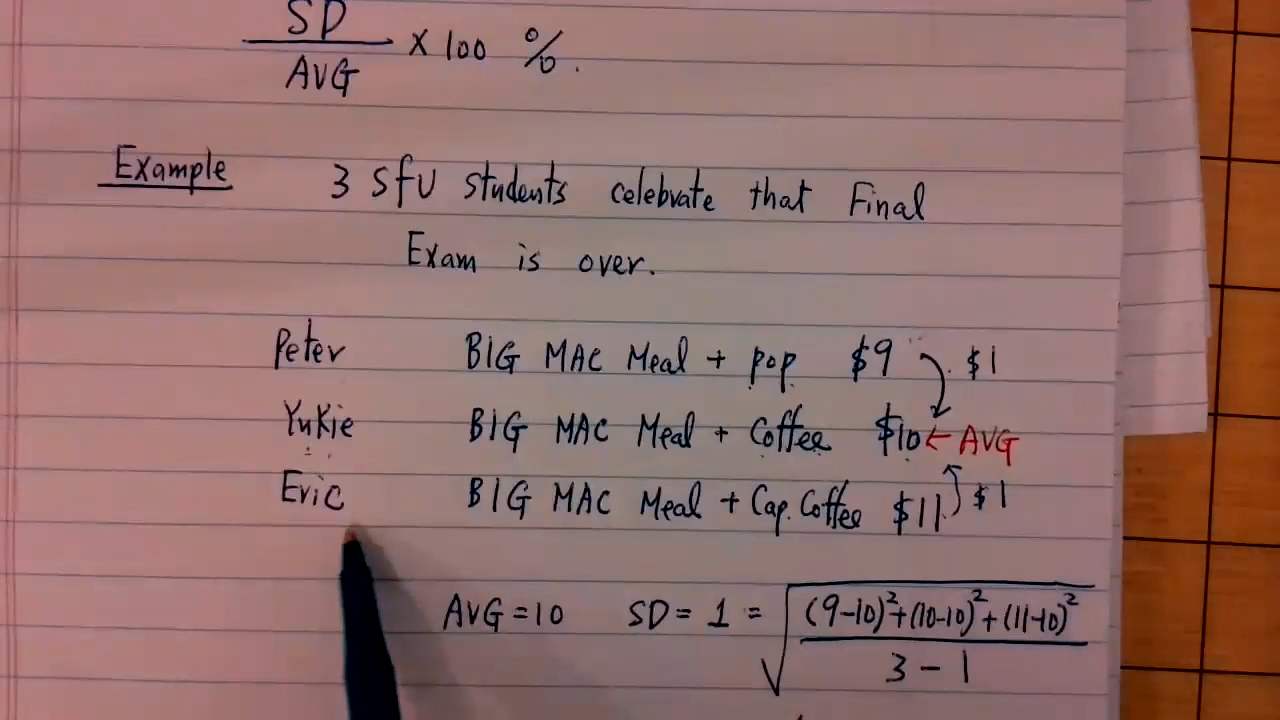 SD
AVG × 100 %.
Example 3 SFU students celebrate that Final
Exam is over.
Peter BIG MAC Meal + pop $9 $1
Yukie BIG MAC Meal + Coffee $10 ← AVG
Eric BIG MAC Meal + Cap. Coffee $11 $1
AVG = 10 SD = 1 = √ (9-10)²+(10-10)²+(11-10)²
3 - 1